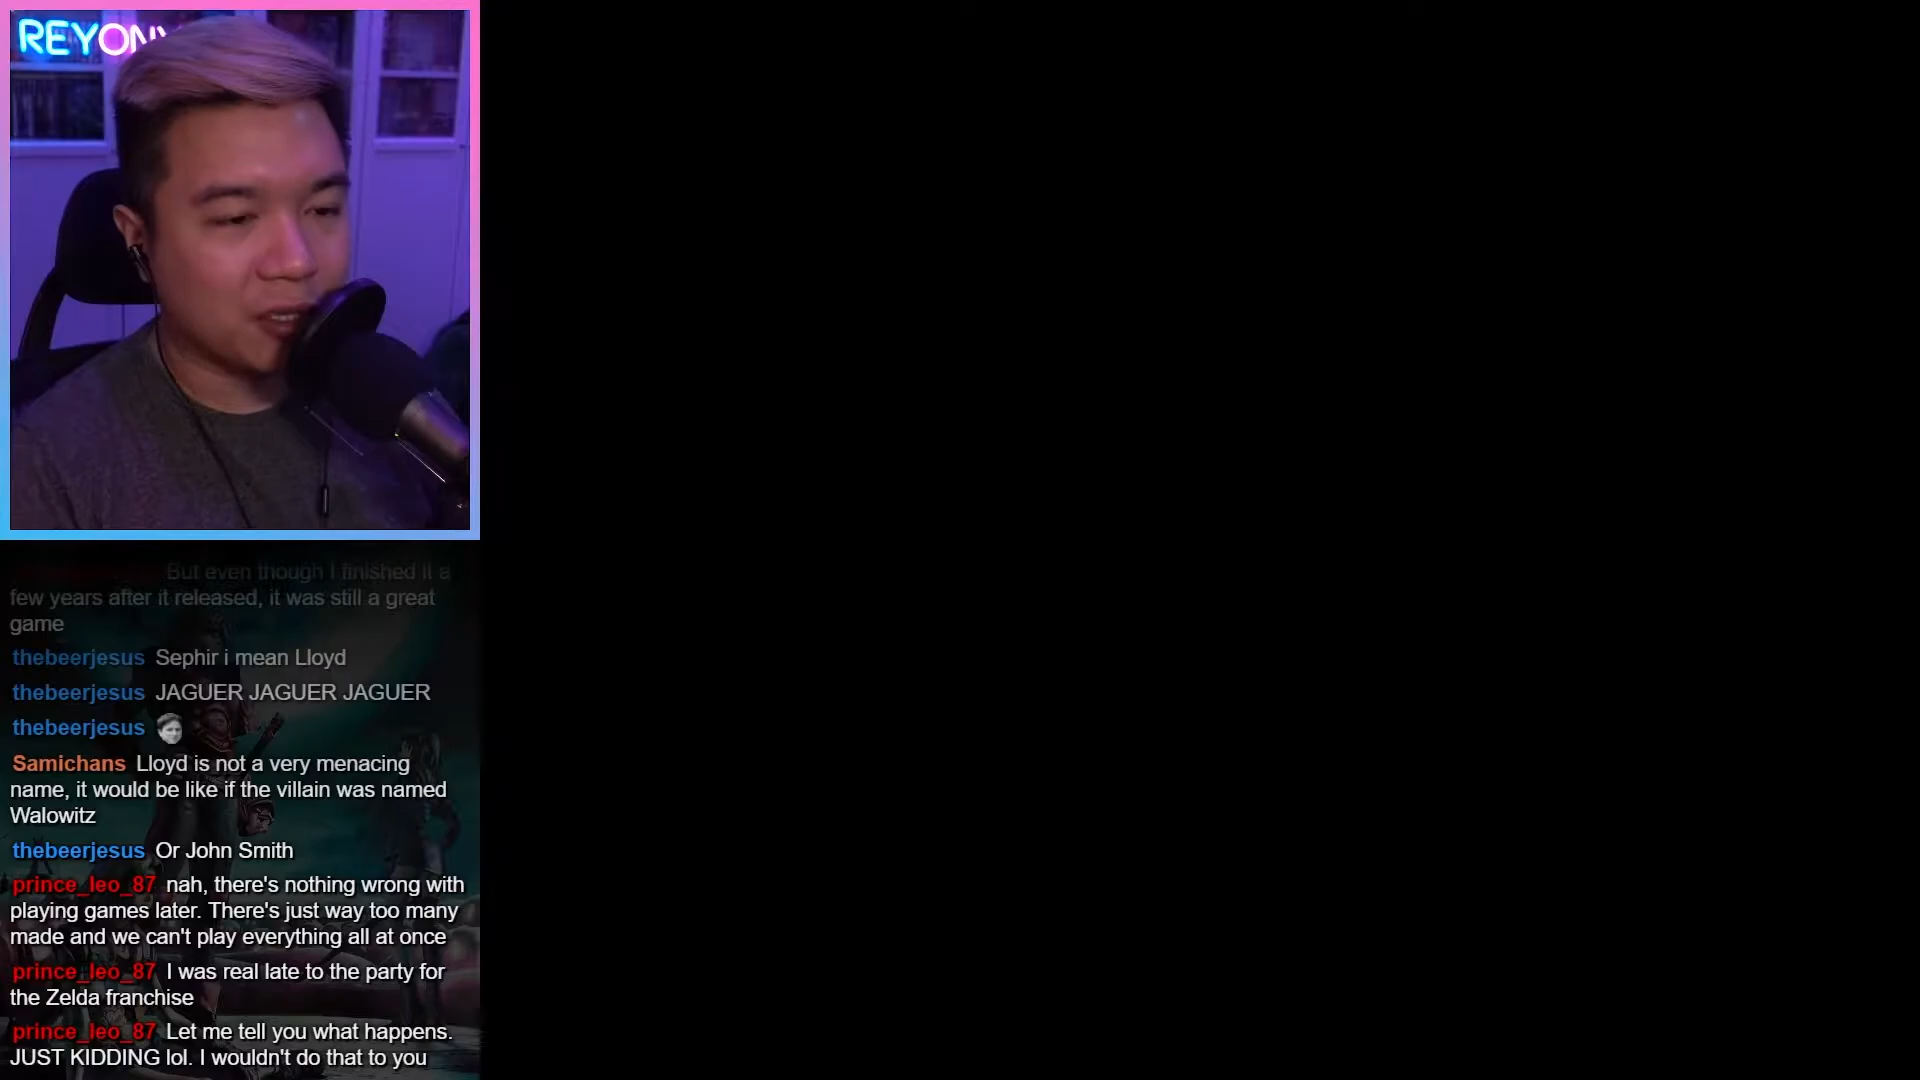 REYON
But even though I finished it a
few years after it released, it was still a great
game
thebeerjesus Sephir i mean Lloyd
thebeerjesus JAGUER JAGUER JAGUER
thebeerjesus
Samichans Lloyd is not a very menacing
name, it would be like if the villain was named
Walowitz
thebeerjesus Or John Smith
prince_leo_87 nah, there's nothing wrong with
playing games later. There's just way too many
made and we can't play everything all at once
prince_leo_87 I was real late to the party for
the Zelda franchise
prince_leo_87 Let me tell you what happens.
JUST KIDDING lol. I wouldn't do that to you